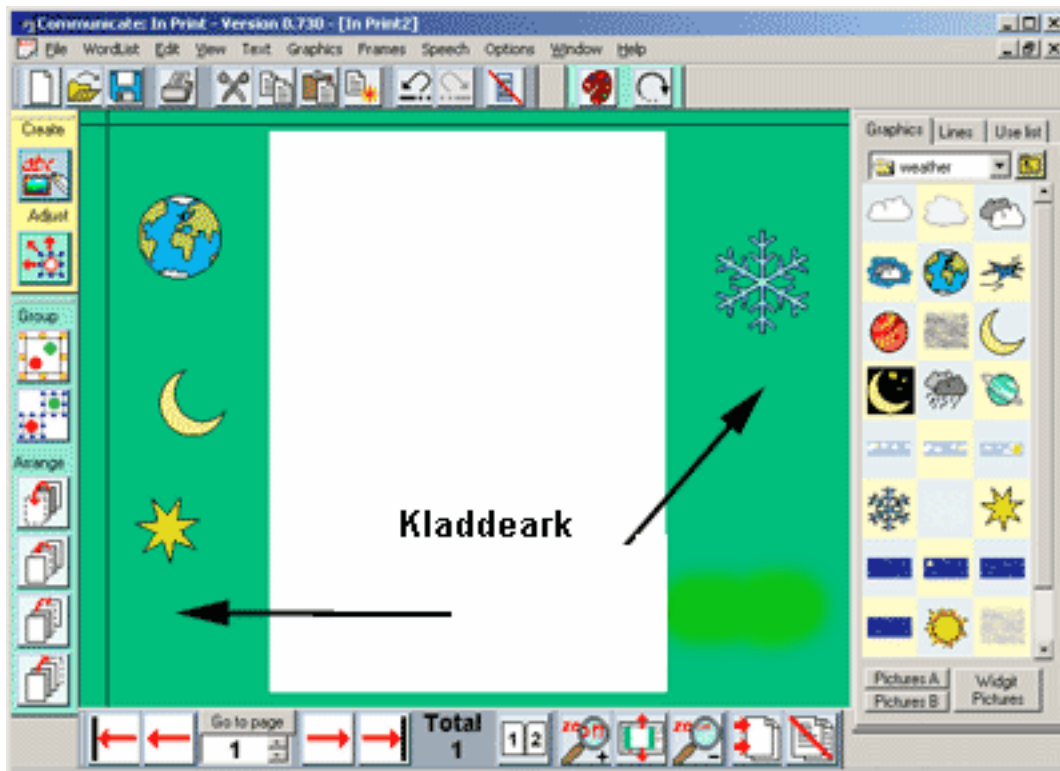 Communicate: In Print - Version 0.730 - [In Print2]
File WordList Edit View Text Graphics Frames Speech Options Window Help
Create
abc
Adjust
Group
Arrange
Kladdeark
Graphics Lines Use list
weather
Pictures A
Pictures B
Widgit Pictures
Go to page
1
Total
1
1 2
zoom
zoom